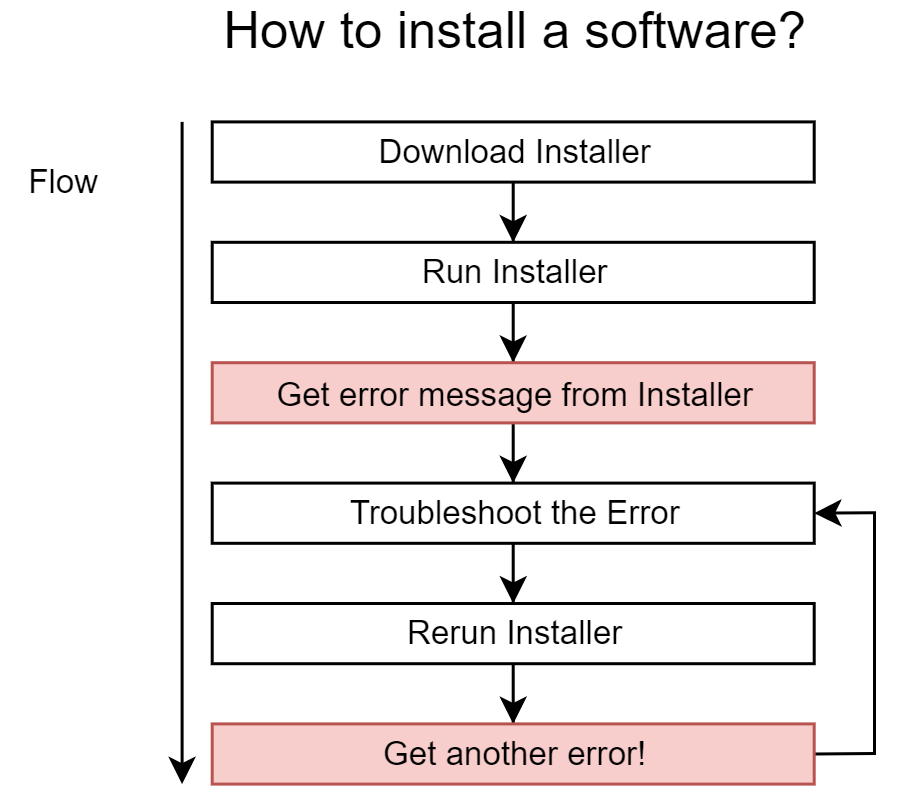 How to install a software?
Flow
Download Installer
Run Installer
Get error message from Installer
Troubleshoot the Error
Rerun Installer
Get another error!